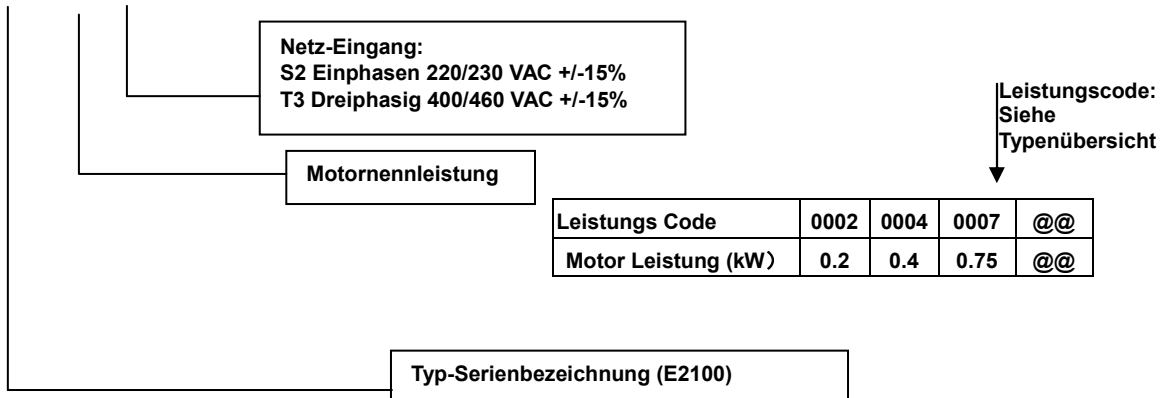 Netz-Eingang:
S2 Einphasen 220/230 VAC +/-15%
T3 Dreiphasig 400/460 VAC +/-15%
Leistungscode:
Siehe
Typenübersicht
Motornennleistung
Leistungs Code 0002 0004 0007 @@
Motor Leistung (kW） 0.2 0.4 0.75 @@
Typ-Serienbezeichnung (E2100)